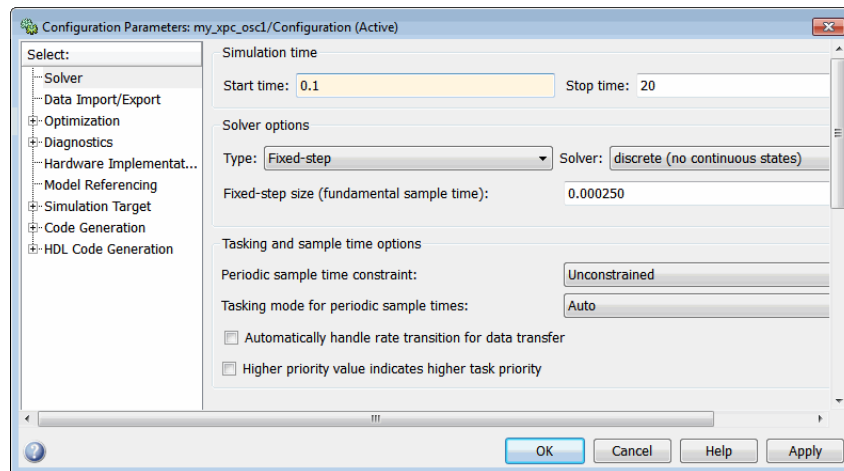 Configuration Parameters: my_xpc_osc1/Configuration (Active)
Select:
Solver
Data Import/Export
Optimization
Diagnostics
Hardware Implementat...
Model Referencing
Simulation Target
Code Generation
HDL Code Generation
Simulation time
Start time: 0.1 Stop time: 20
Solver options
Type: Fixed-step Solver: discrete (no continuous states)
Fixed-step size (fundamental sample time): 0.000250
Tasking and sample time options
Periodic sample time constraint: Unconstrained
Tasking mode for periodic sample times: Auto
Automatically handle rate transition for data transfer
Higher priority value indicates higher task priority
OK Cancel Help Apply